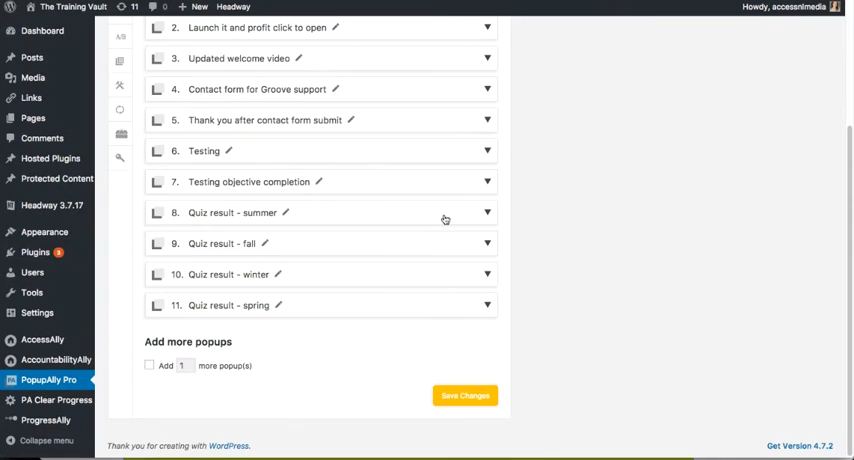 The Training Vault 11 0 New Headway Howdy, accessnlmedia
Dashboard
Posts
Media
Links
Pages
Comments
Hosted Plugins
Protected Content
Headway 3.7.17
Appearance
Plugins 3
Users
Tools
Settings
AccessAlly
AccountabilityAlly
PopupAlly Pro
PA Clear Progress
ProgressAlly
Collapse menu
A/B
2. Launch it and profit click to open
3. Updated welcome video
4. Contact form for Groove support
5. Thank you after contact form submit
6. Testing
7. Testing objective completion
8. Quiz result - summer
9. Quiz result - fall
10. Quiz result - winter
11. Quiz result - spring
Add more popups
Add 1 more popup(s)
Save Changes
Thank you for creating with WordPress.
Get Version 4.7.2